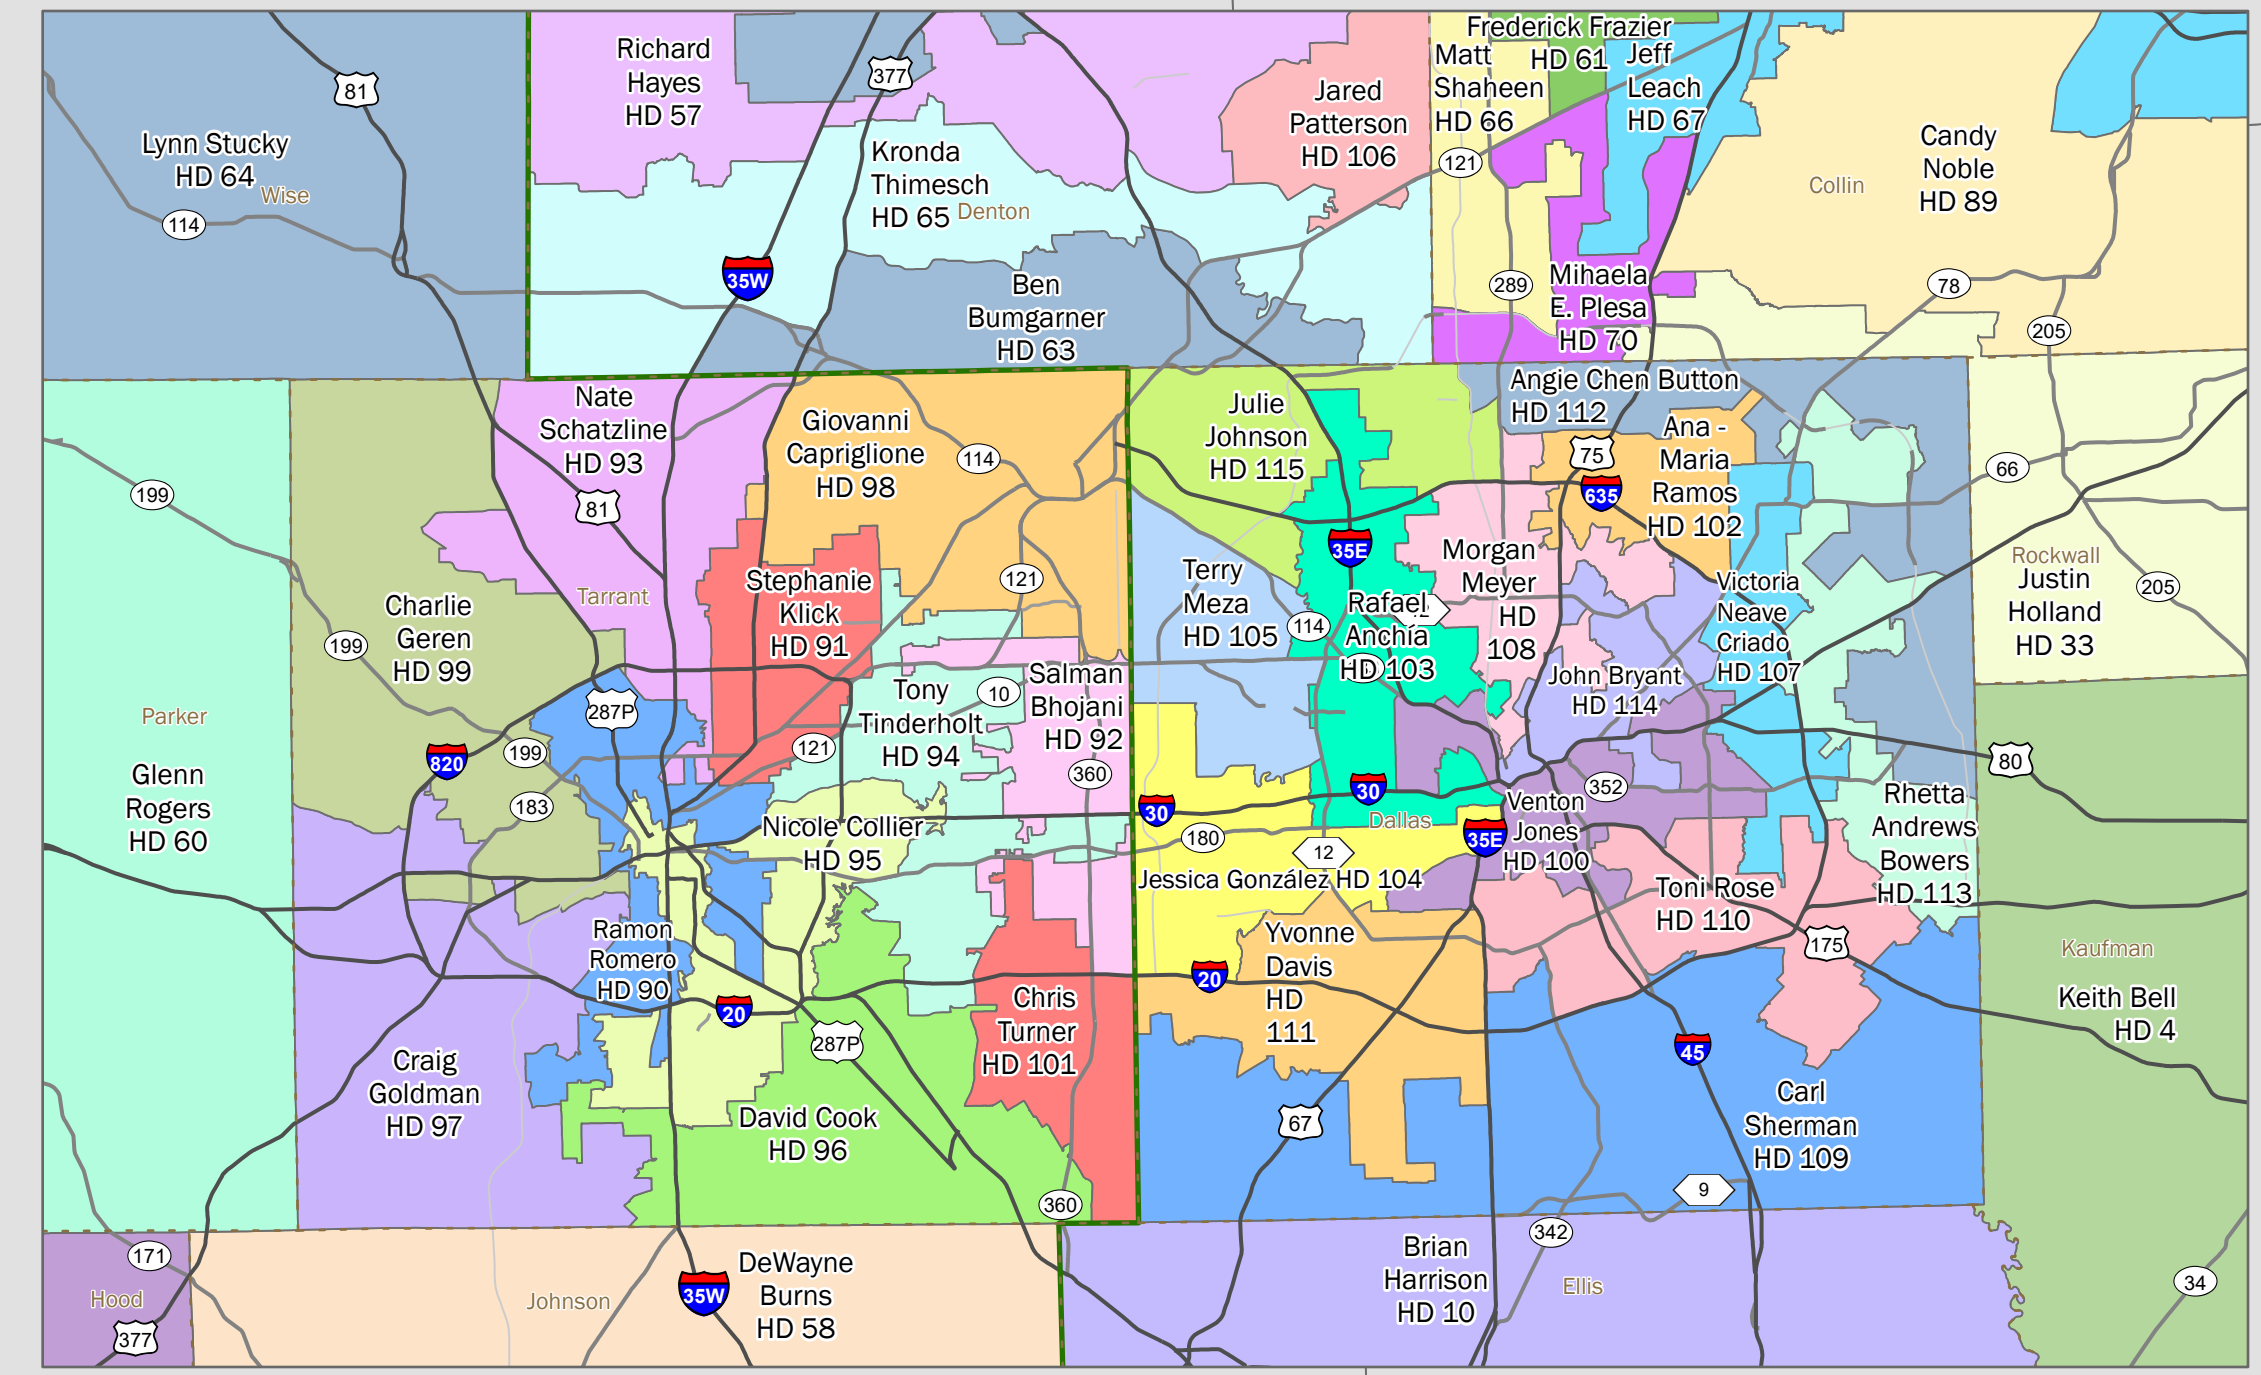 Frederick Frazier
HD 61
Richard
Hayes
HD 57
377
81
Matt
Shaheen
HD 66
Jeff
Leach
HD 67
Jared
Patterson
HD 106
Lynn Stucky
HD 64
Wise
114
Kronda
Thimesch
HD 65
Denton
121
Candy
Noble
HD 89
Collin
35W
Ben
Bumgarner
HD 63
289
Mihaela
E. Plesa
HD 70
78
205
Nate
Schatzline
HD 93
Giovanni
Capriglione
HD 98
114
Julie
Johnson
HD 115
Angie Chen Button
HD 112
75
Ana -
Maria
Ramos
HD 102
635
66
199
81
35E
Morgan
Meyer
HD
108
Rockwall
Justin
Holland
HD 33
205
Charlie
Geren
HD 99
Tarrant
Stephanie
Klick
HD 91
121
Terry
Meza
HD 105
114
Rafael
Anchía
HD 103
Victoria
Neave
Criado
HD 107
199
John Bryant
HD 114
Parker
287P
Tony
Tinderholt
HD 94
10
Salman
Bhojani
HD 92
Glenn
Rogers
HD 60
820
199
121
360
80
183
30
30
352
Rhetta
Andrews
Bowers
HD 113
Nicole Collier
HD 95
180
Dallas
35E
Venton
Jones
HD 100
12
Jessica González HD 104
Toni Rose
HD 110
Ramon
Romero
HD 90
Yvonne
Davis
HD
111
175
Kaufman
20
20
Chris
Turner
HD 101
Keith Bell
HD 4
287P
45
Craig
Goldman
HD 97
David Cook
HD 96
67
Carl
Sherman
HD 109
360
9
171
342
Hood
377
Johnson
35W
DeWayne
Burns
HD 58
Brian
Harrison
HD 10
Ellis
34